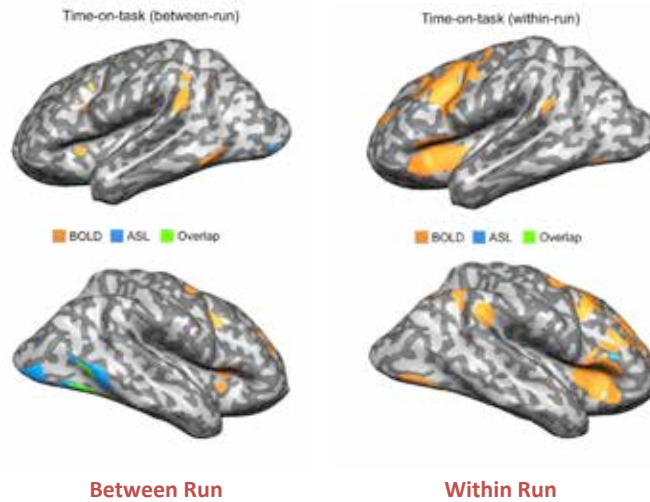 Time-on-task (between-run)
Time-on-task (within-run)
BOLD ASL Overlap
BOLD ASL Overlap
Between Run
Within Run